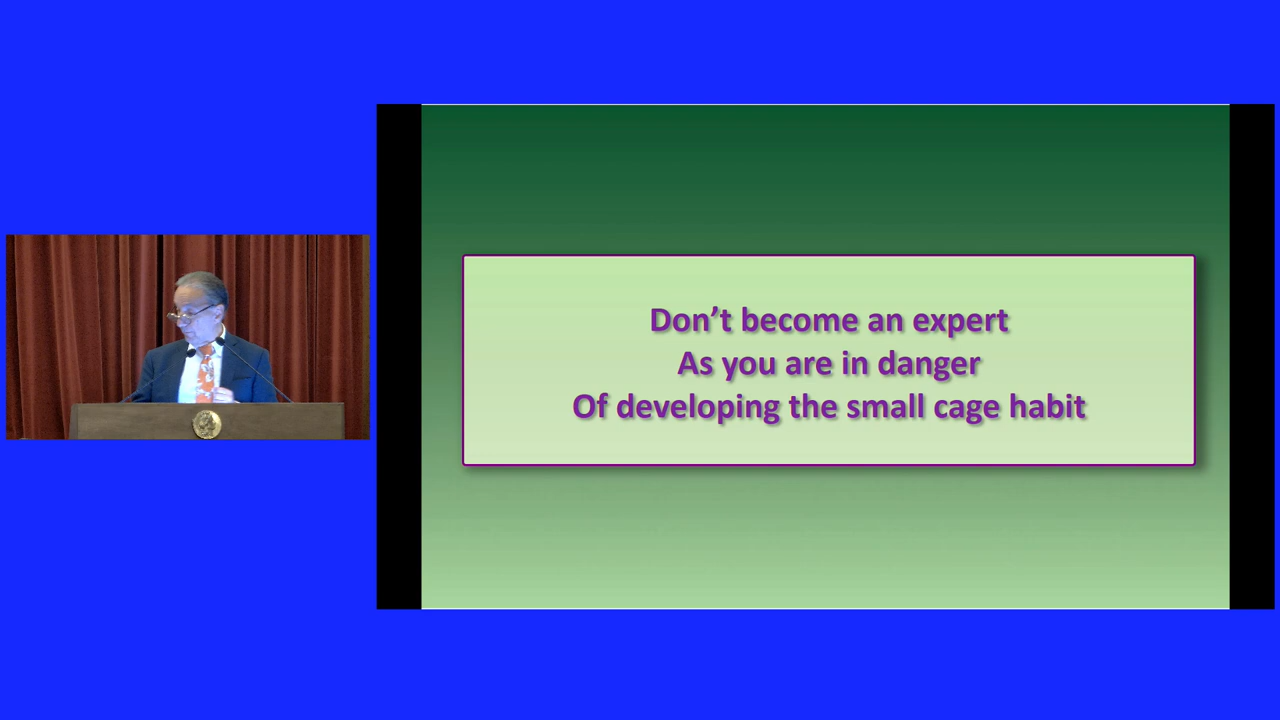 Don’t become an expert
As you are in danger
Of developing the small cage habit